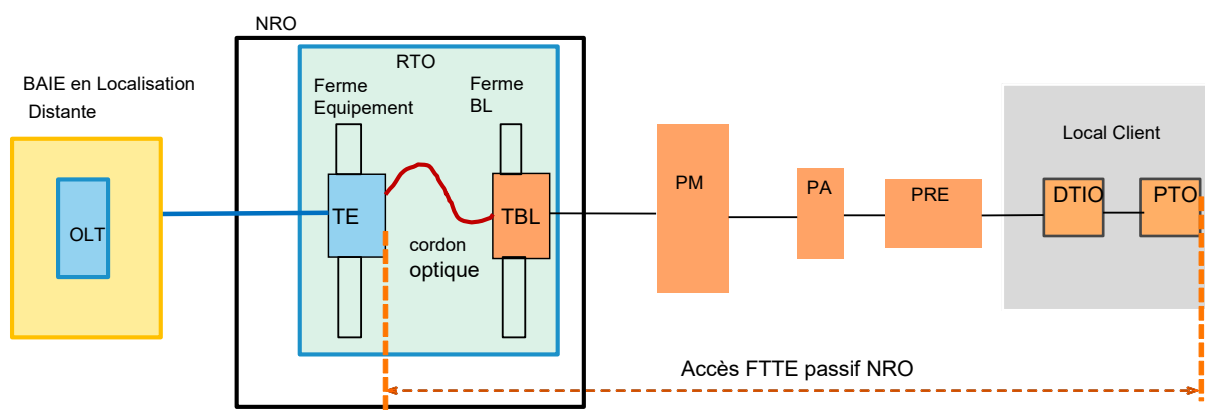 NRO
RTO
BAIE en Localisation
Distante
OLT
Ferme
Equipement
TE
cordon
optique
Ferme
BL
TBL
PM
PA
PRE
Local Client
DTIO
PTO
Accès FTTE passif NRO